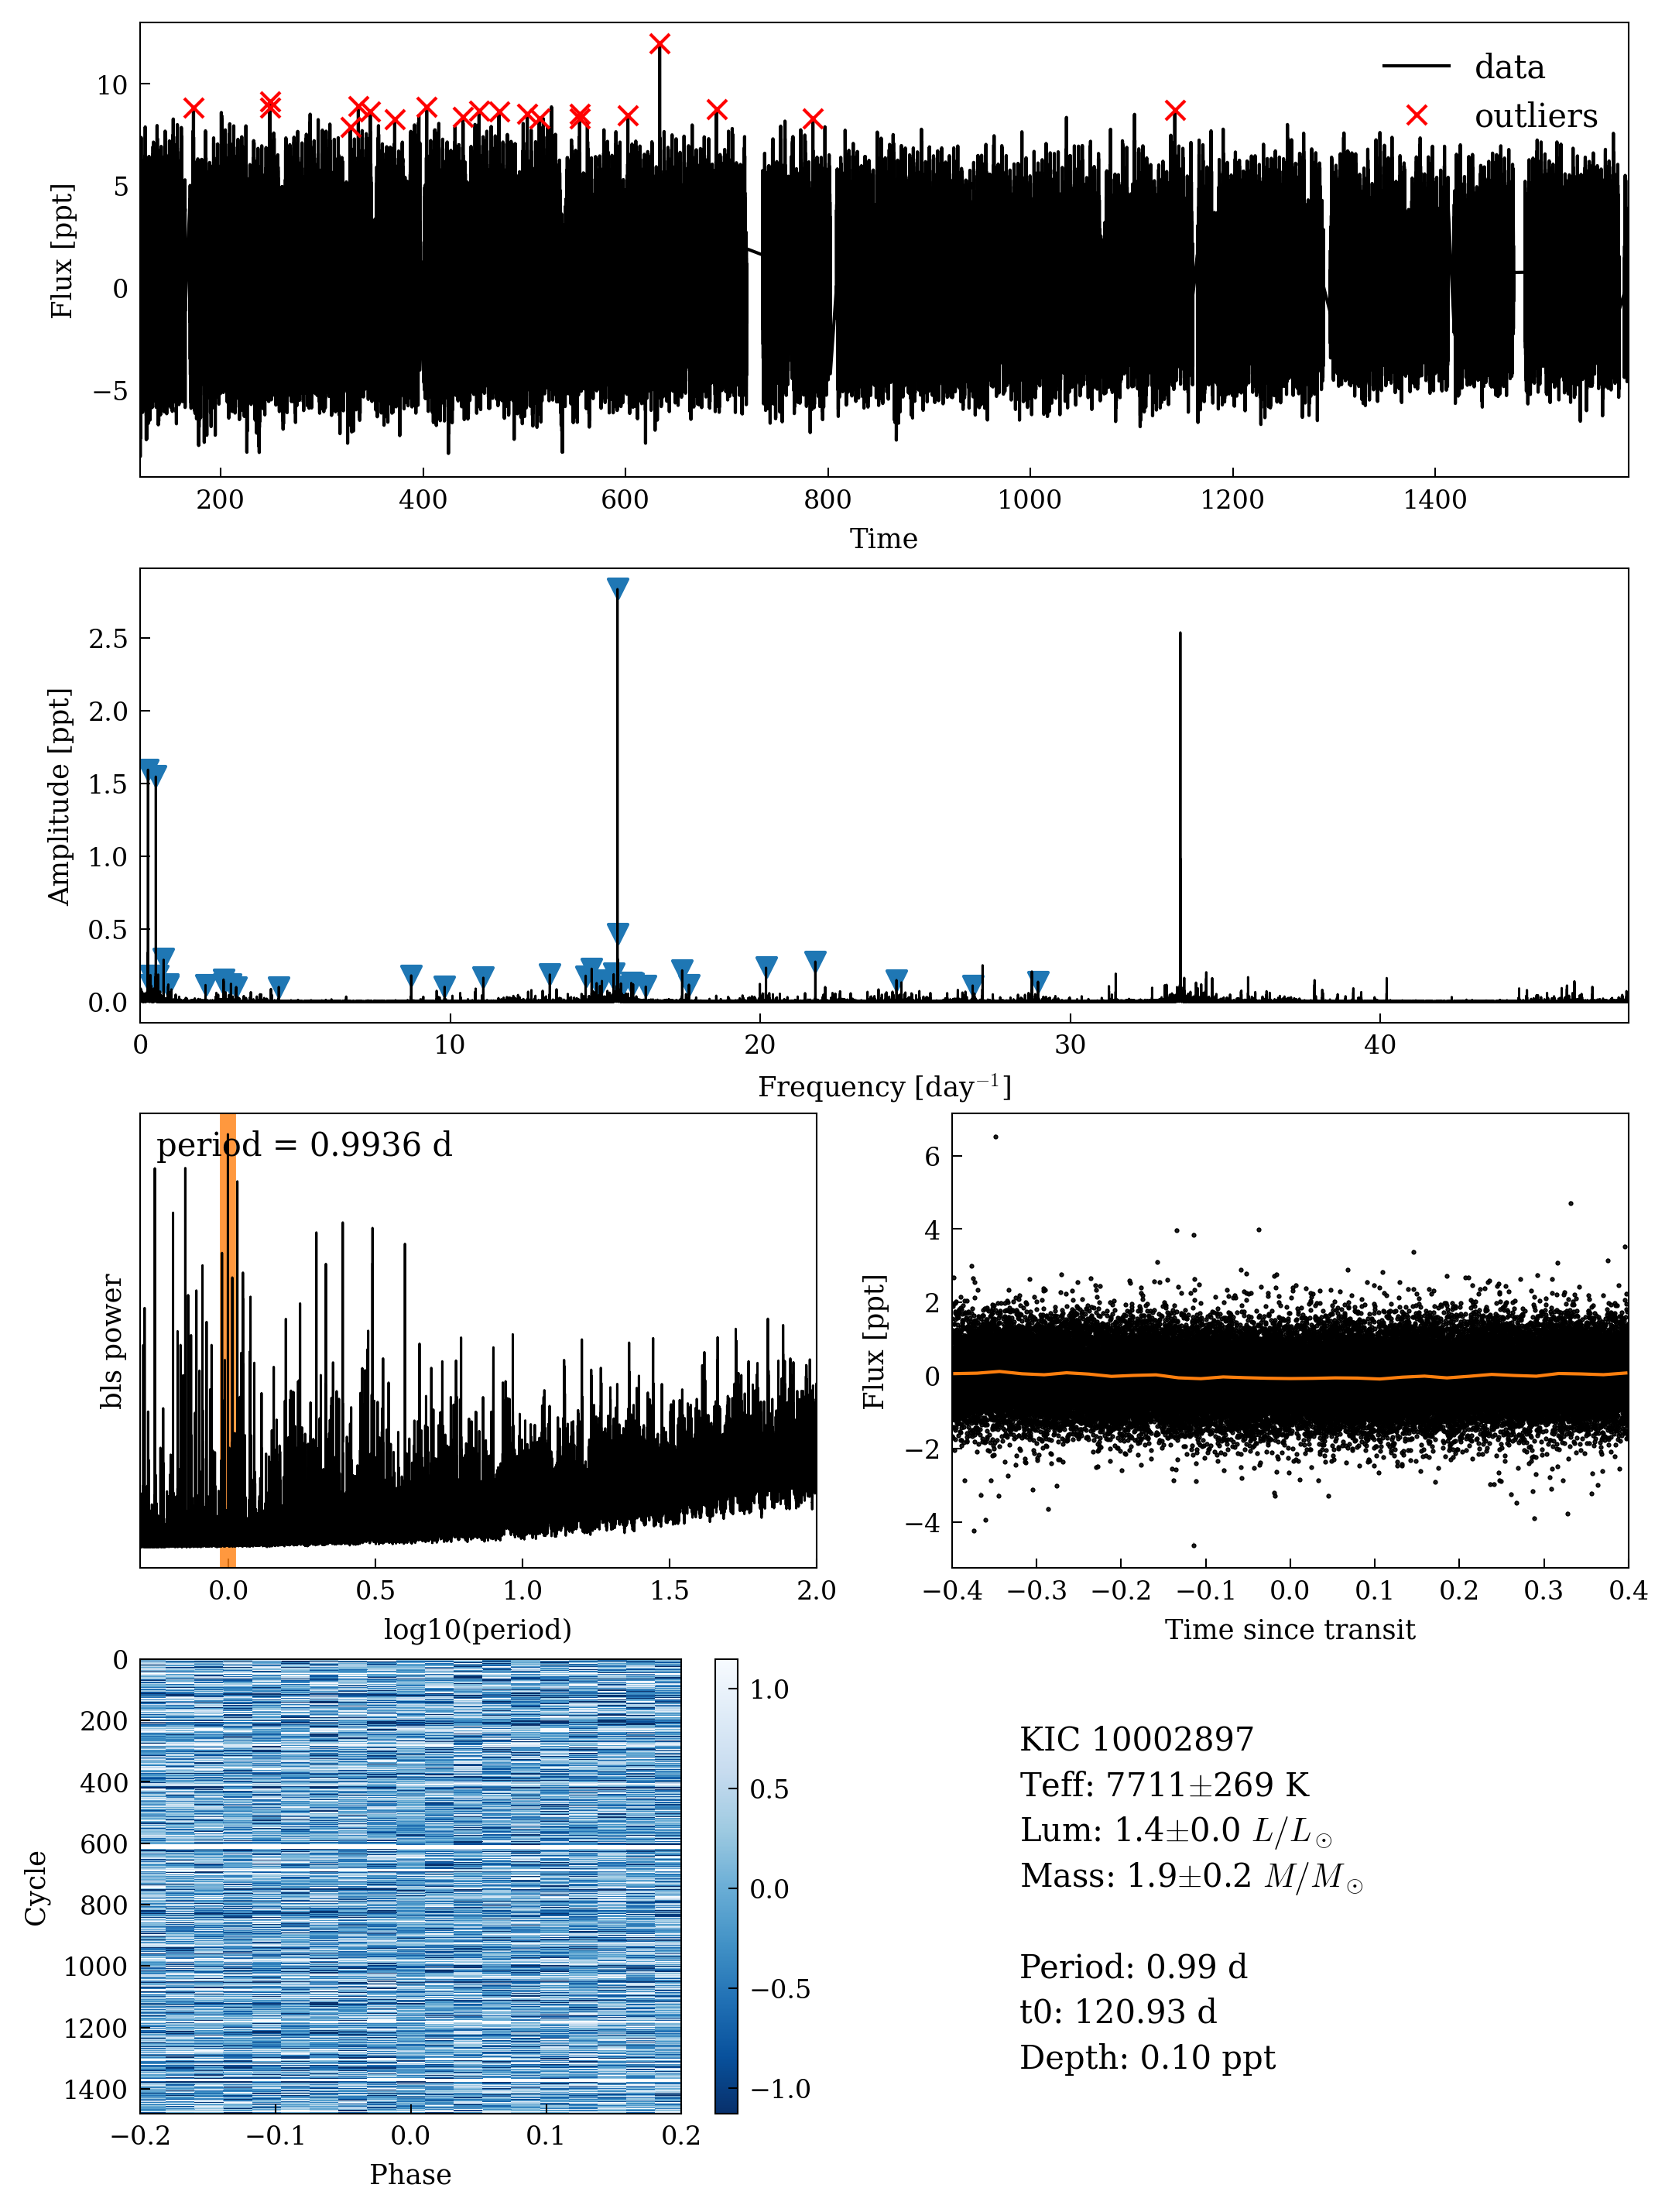 data
outliers
10
5
0
−5
Flux [ppt]
200 400 600 800 1000 1200 1400
Time
2.5
2.0
1.5
1.0
0.5
0.0
Amplitude [ppt]
0 10 20 30 40
Frequency [day⁻¹]
period = 0.9936 d
bls power
0.0 0.5 1.0 1.5 2.0
log10(period)
6
4
2
0
−2
−4
Flux [ppt]
−0.4 −0.3 −0.2 −0.1 0.0 0.1 0.2 0.3 0.4
Time since transit
0
200
400
600
800
1000
1200
1400
Cycle
−0.2 −0.1 0.0 0.1 0.2
Phase
1.0
0.5
0.0
−0.5
−1.0
KIC 10002897
Teff: 7711±269 K
Lum: 1.4±0.0 L/L⊙
Mass: 1.9±0.2 M/M⊙
Period: 0.99 d
t0: 120.93 d
Depth: 0.10 ppt